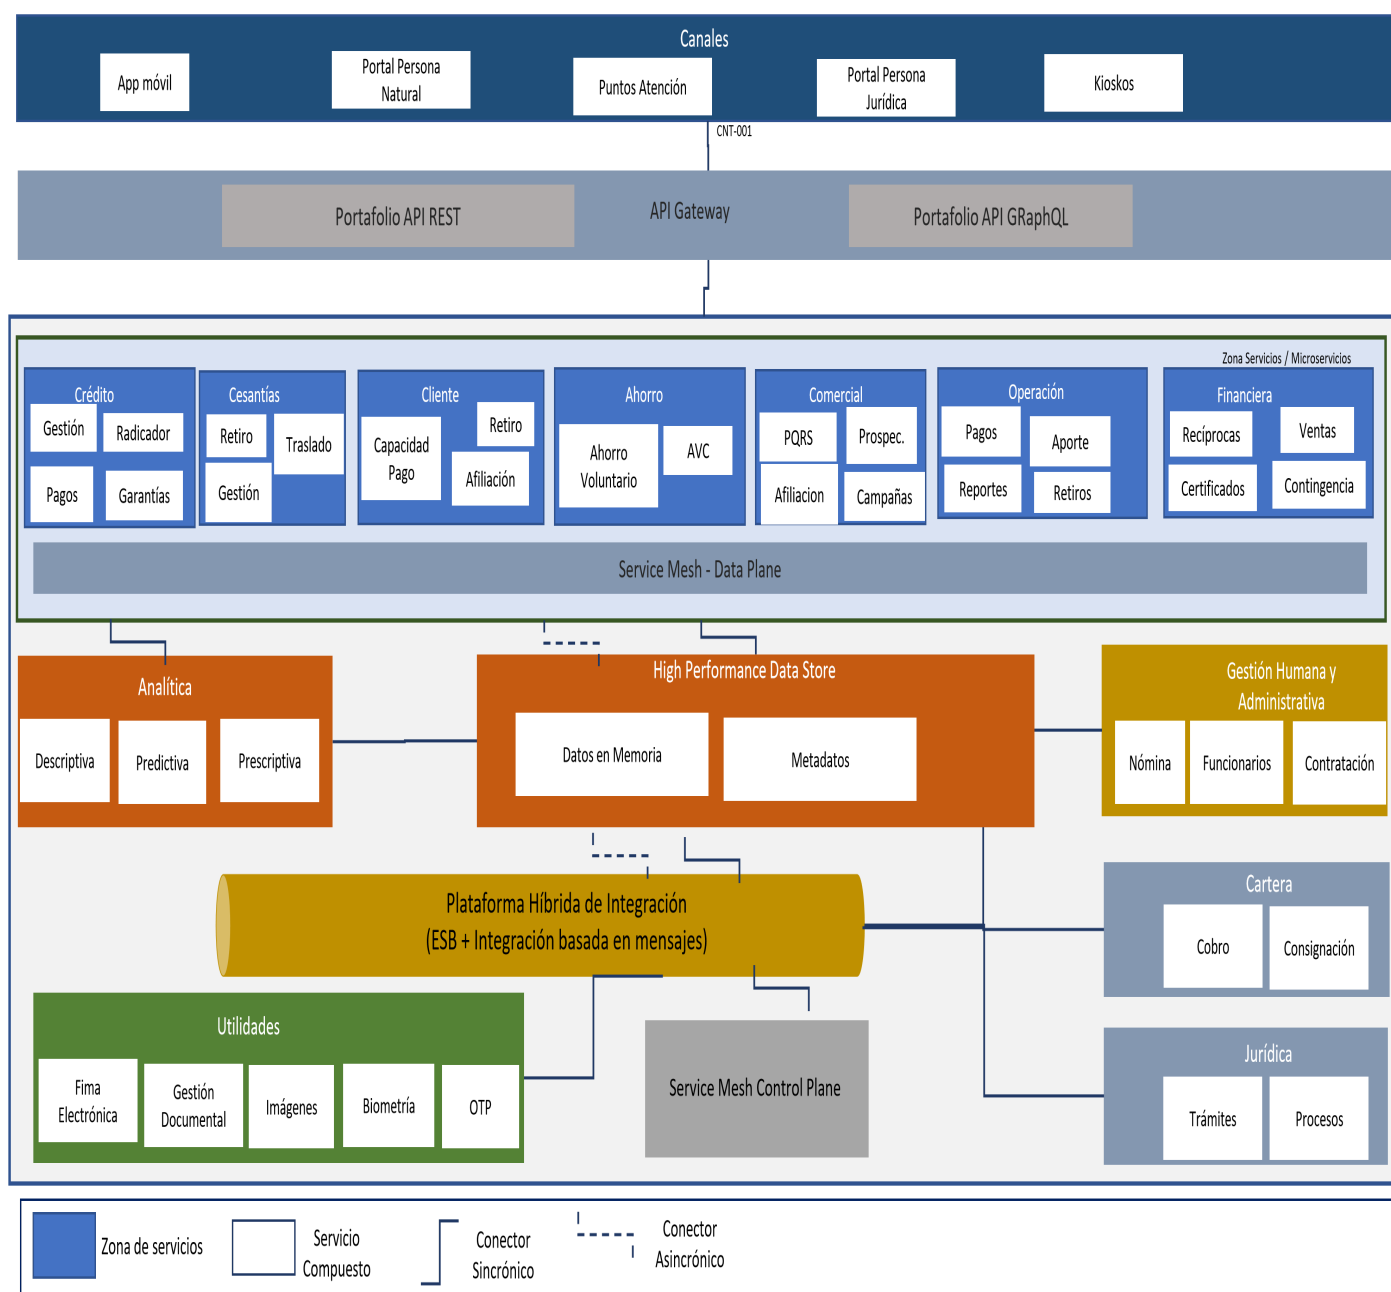 Canales
App móvil
Portal Persona
Natural
Puntos Atención
Portal Persona
Jurídica
Kioskos
CNT-001
Portafolio API REST
API Gateway
Portafolio API GRaphQL
Zona Servicios / Microservicios
Crédito
Gestión
Radicador
Pagos
Garantías
Cesantías
Retiro
Traslado
Gestión
Cliente
Capacidad
Pago
Retiro
Afiliación
Ahorro
Ahorro
Voluntario
AVC
Comercial
PQRS
Prospec.
Afiliacion
Campañas
Operación
Pagos
Aporte
Reportes
Retiros
Financiera
Recíprocas
Ventas
Certificados
Contingencia
Service Mesh - Data Plane
Analítica
Descriptiva
Predictiva
Prescriptiva
High Performance Data Store
Datos en Memoria
Metadatos
Gestión Humana y
Administrativa
Nómina
Funcionarios
Contratación
Plataforma Híbrida de Integración
(ESB + Integración basada en mensajes)
Cartera
Cobro
Consignación
Utilidades
Fima
Electrónica
Gestión
Documental
Imágenes
Biometría
OTP
Service Mesh Control Plane
Jurídica
Trámites
Procesos
Zona de servicios
Servicio
Compuesto
Conector
Sincrónico
Conector
Asincrónico